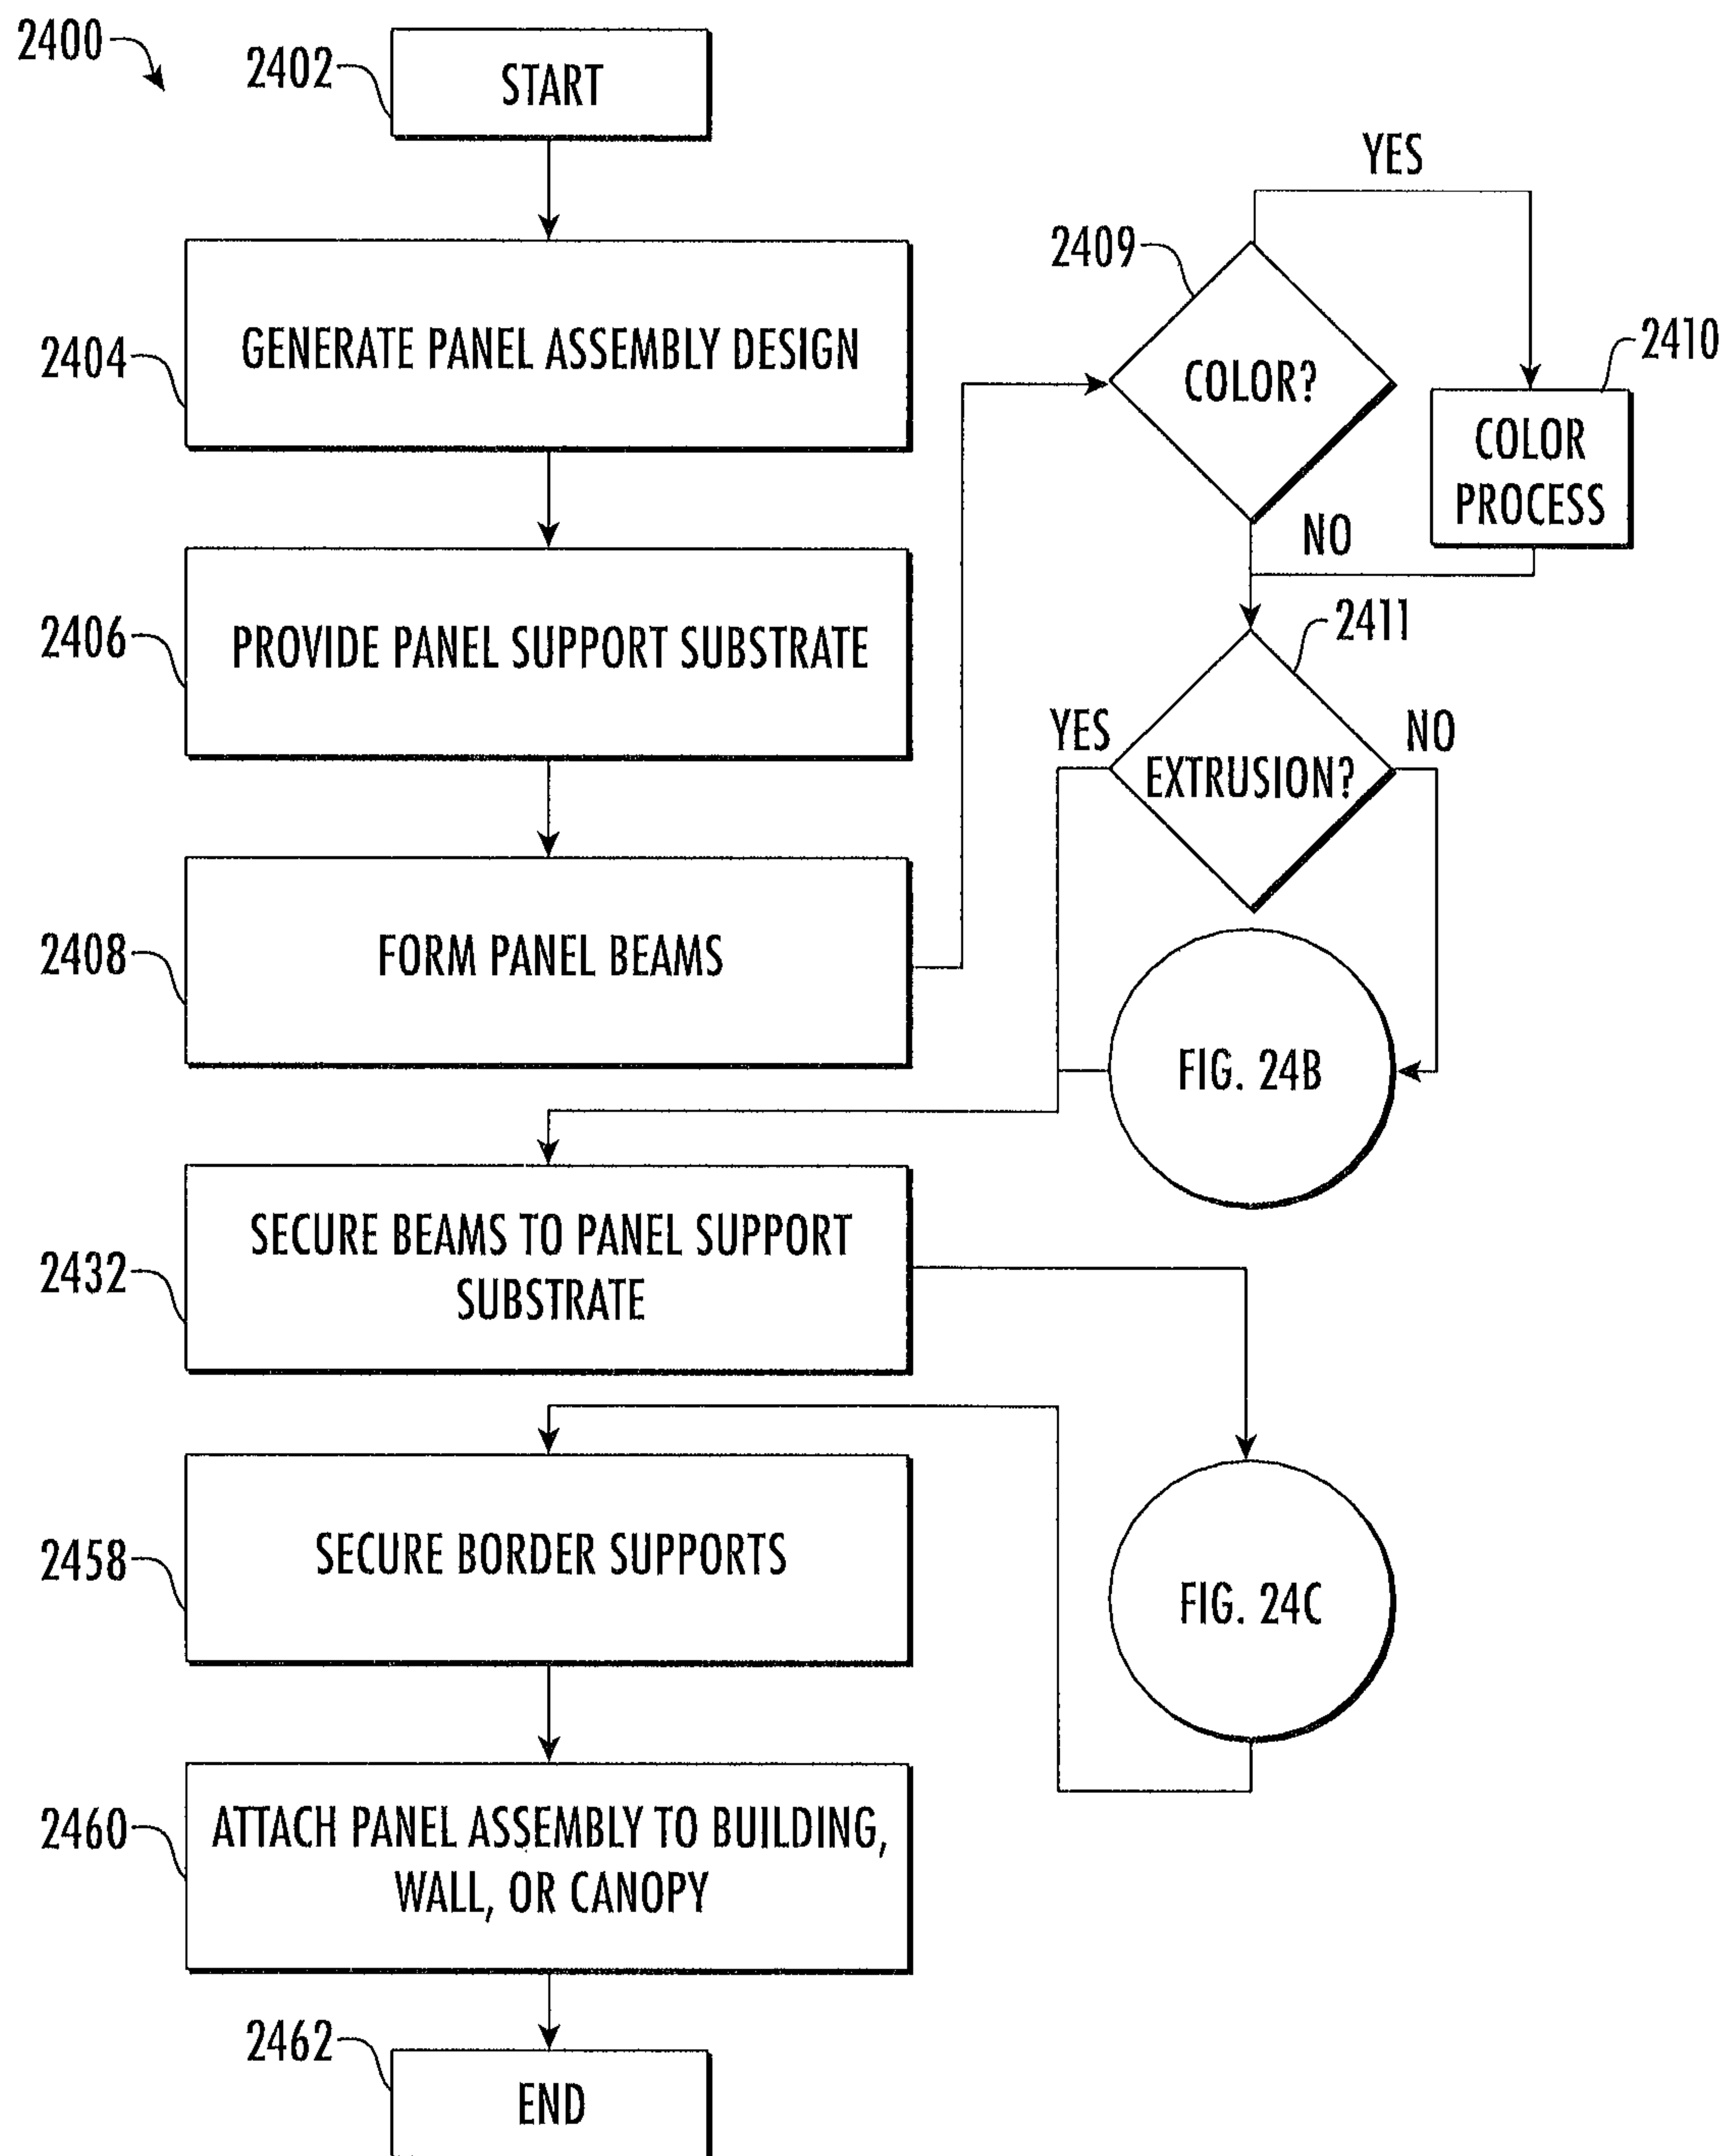 2400
2402
START
YES
2409
2404
GENERATE PANEL ASSEMBLY DESIGN
COLOR?
2410
COLOR
PROCESS
NO
2406
PROVIDE PANEL SUPPORT SUBSTRATE
2411
YES
NO
EXTRUSION?
2408
FORM PANEL BEAMS
FIG. 24B
2432
SECURE BEAMS TO PANEL SUPPORT
SUBSTRATE
2458
SECURE BORDER SUPPORTS
FIG. 24C
2460
ATTACH PANEL ASSEMBLY TO BUILDING,
WALL, OR CANOPY
2462
END